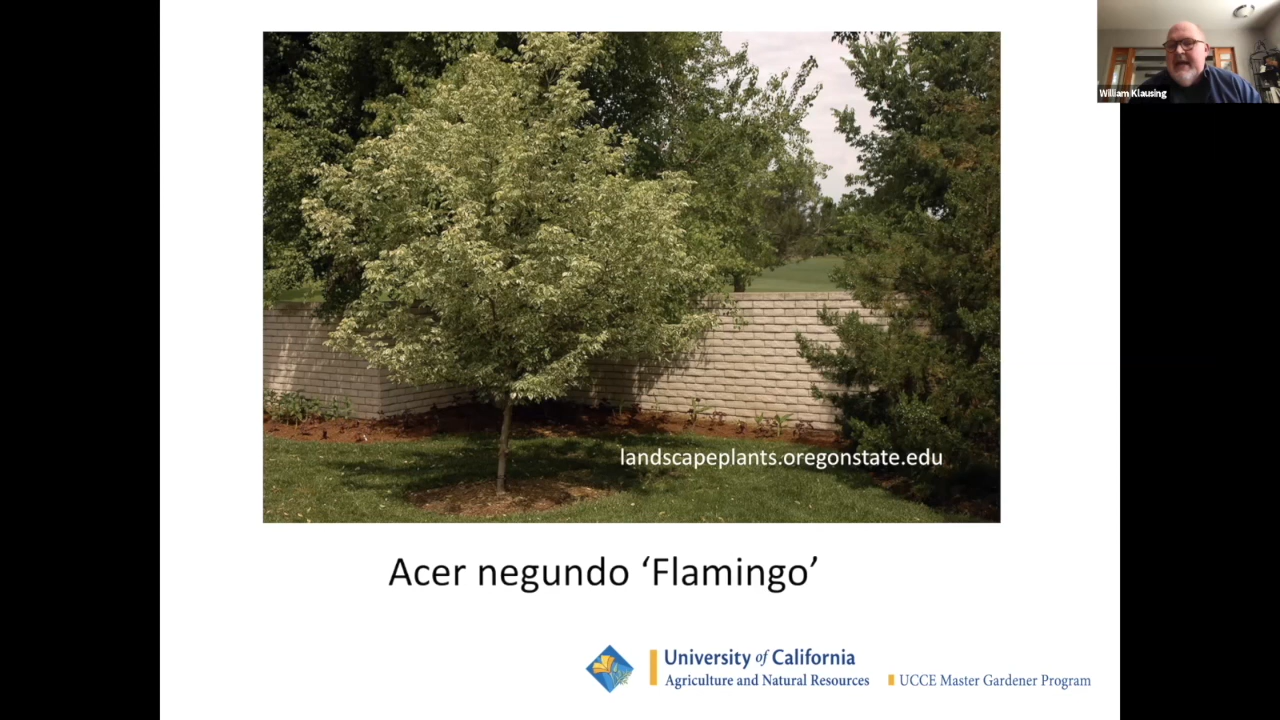 William Klausing
landscapeplants.oregonstate.edu
Acer negundo ‘Flamingo’
University of California
Agriculture and Natural Resources
UCCE Master Gardener Program